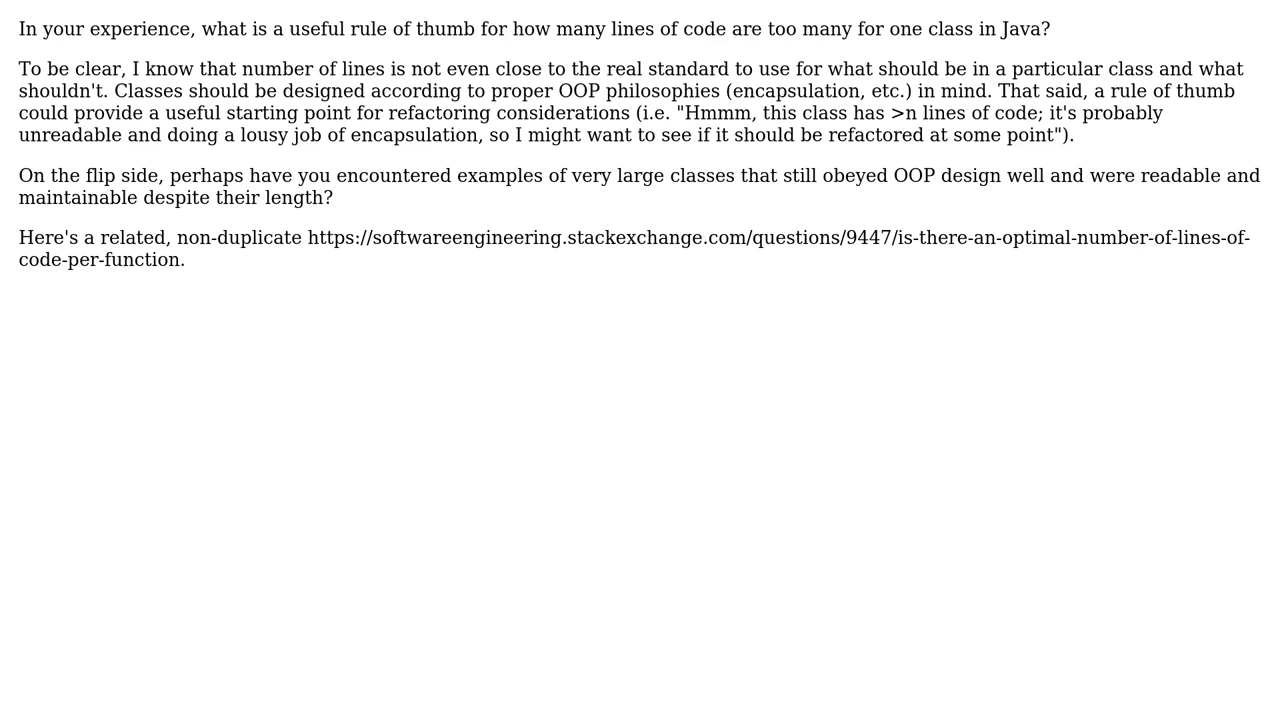 In your experience, what is a useful rule of thumb for how many lines of code are too many for one class in Java?
To be clear, I know that number of lines is not even close to the real standard to use for what should be in a particular class and what
shouldn't. Classes should be designed according to proper OOP philosophies (encapsulation, etc.) in mind. That said, a rule of thumb
could provide a useful starting point for refactoring considerations (i.e. "Hmmm, this class has >n lines of code; it's probably
unreadable and doing a lousy job of encapsulation, so I might want to see if it should be refactored at some point").
On the flip side, perhaps have you encountered examples of very large classes that still obeyed OOP design well and were readable and
maintainable despite their length?
Here's a related, non-duplicate https://softwareengineering.stackexchange.com/questions/9447/is-there-an-optimal-number-of-lines-of-
code-per-function.